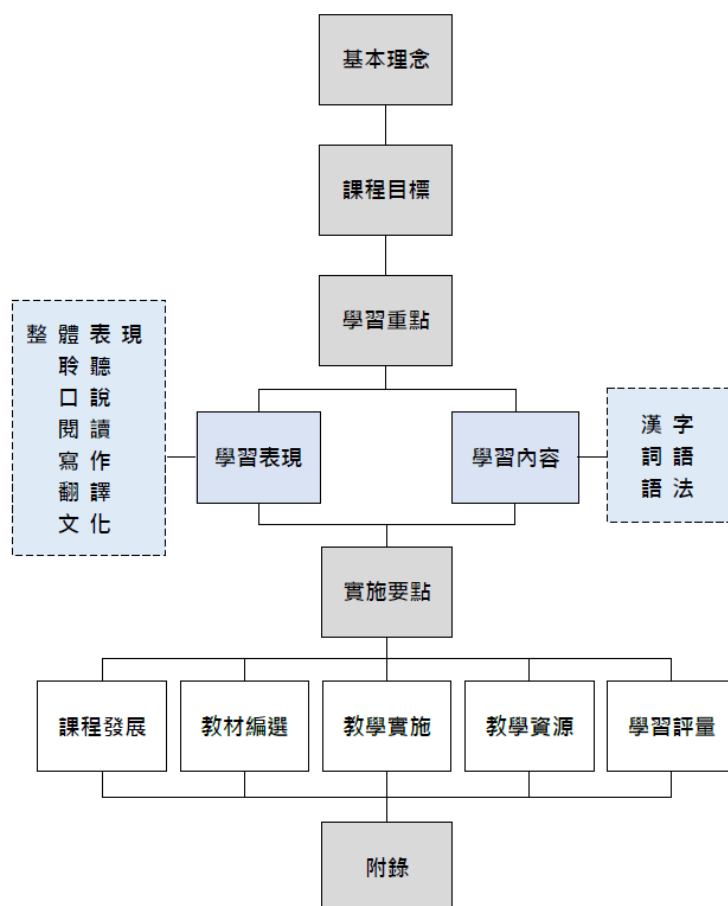 基本理念
課程目標
學習重點
整體表現
聆聽
口說
閱讀
寫作
翻譯
文化
學習表現
學習內容
漢字
詞語
語法
實施要點
課程發展
教材編選
教學實施
教學資源
學習評量
附錄